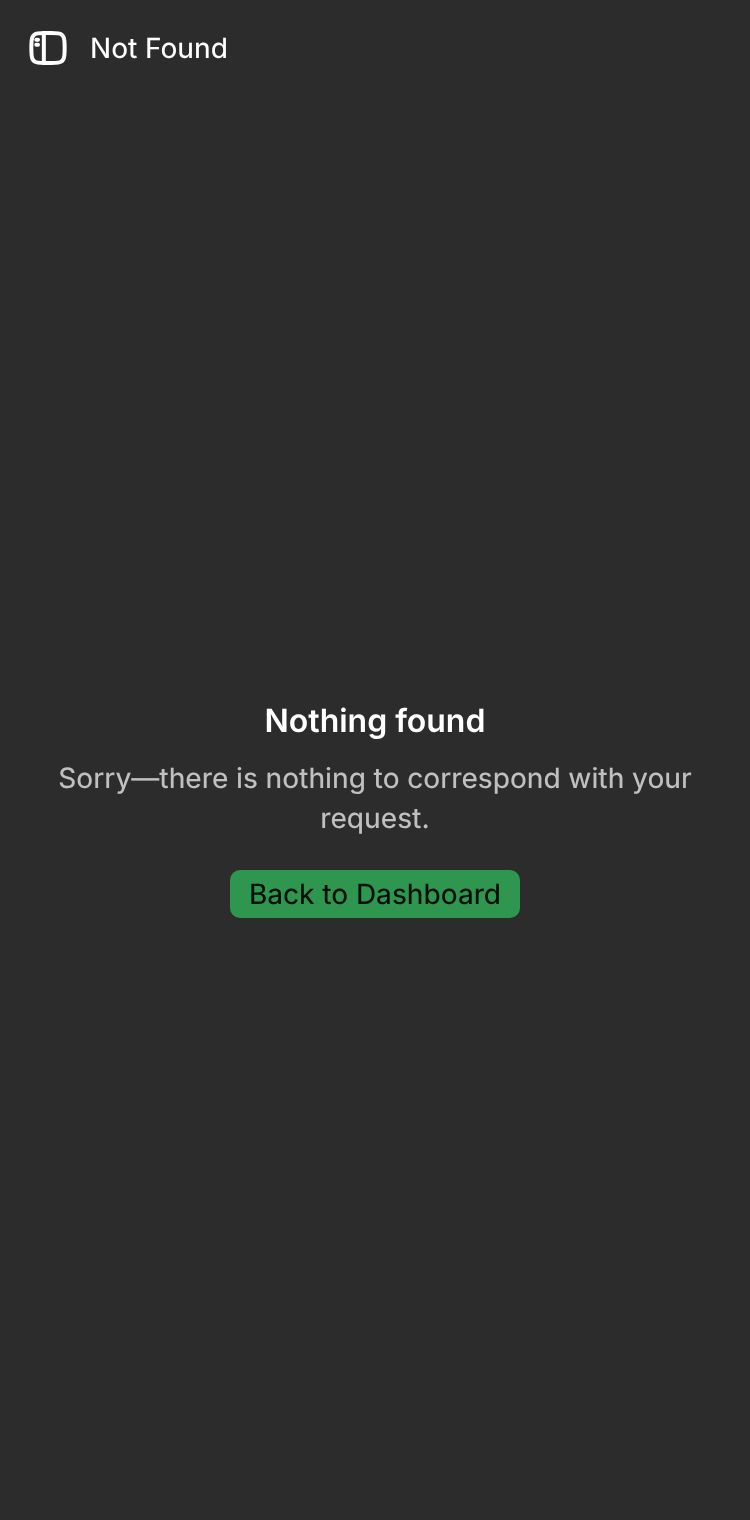 Not Found
Nothing found
Sorry—there is nothing to correspond with your
request.
Back to Dashboard